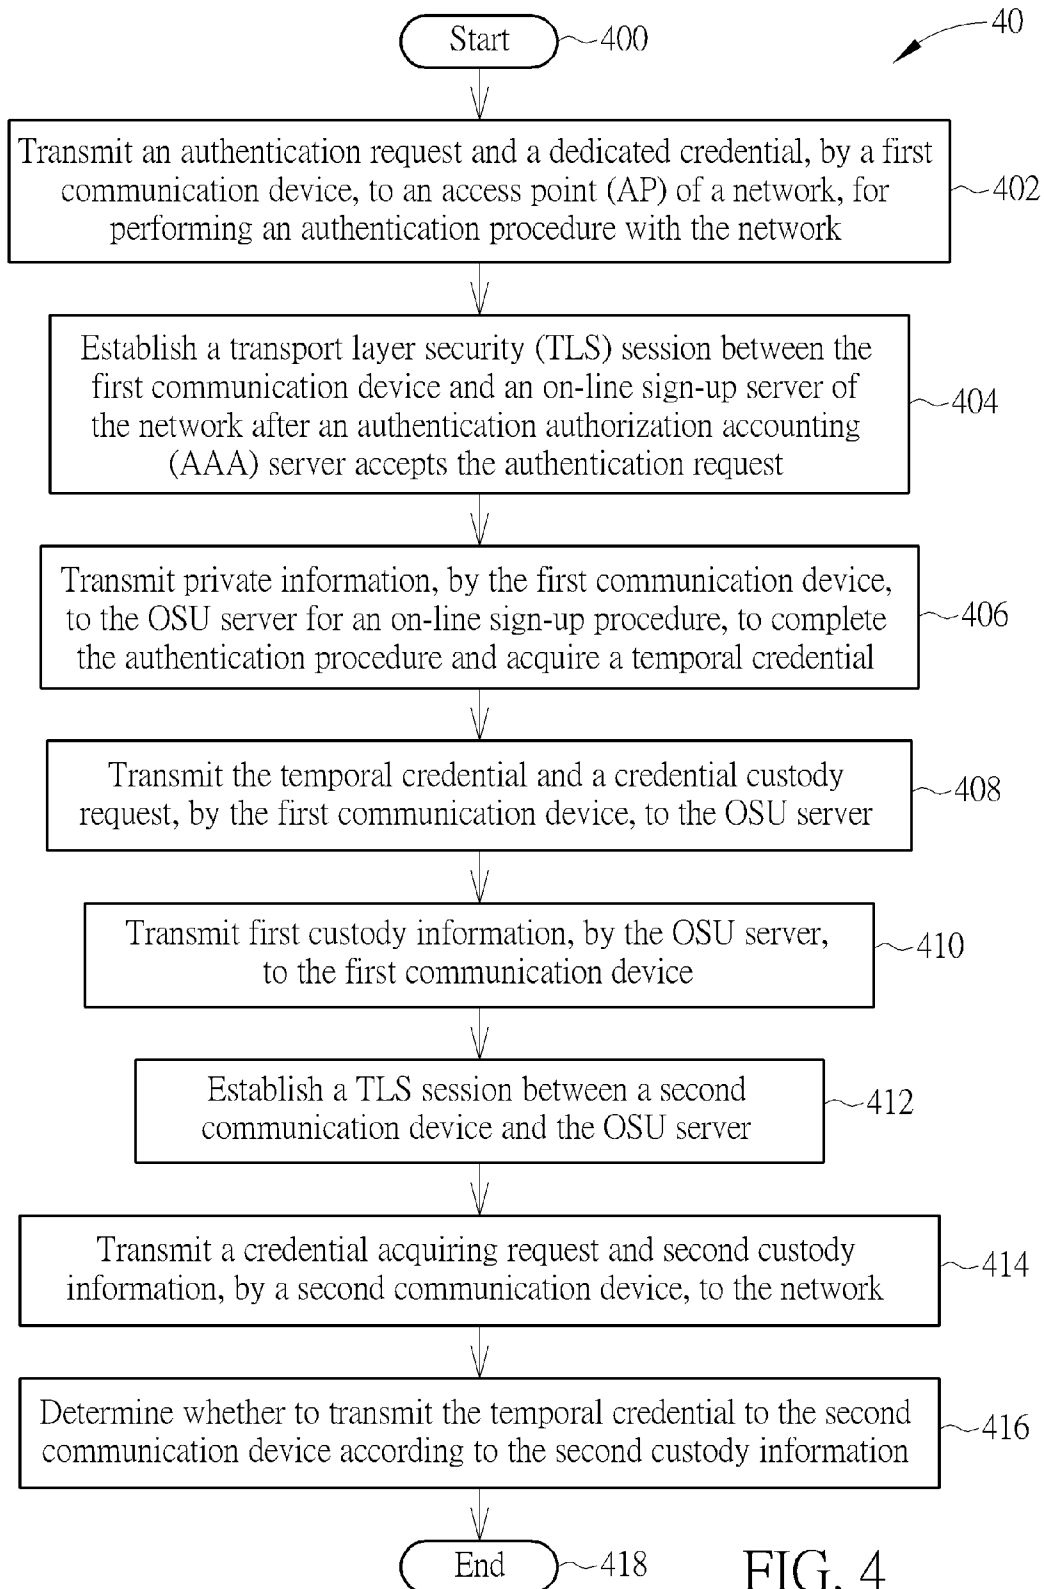 Start
400
40
Transmit an authentication request and a dedicated credential, by a first
communication device, to an access point (AP) of a network, for
performing an authentication procedure with the network
402
Establish a transport layer security (TLS) session between the
first communication device and an on-line sign-up server of
the network after an authentication authorization accounting
(AAA) server accepts the authentication request
404
Transmit private information, by the first communication device,
to the OSU server for an on-line sign-up procedure, to complete
the authentication procedure and acquire a temporal credential
406
Transmit the temporal credential and a credential custody
request, by the first communication device, to the OSU server
408
Transmit first custody information, by the OSU server,
to the first communication device
410
Establish a TLS session between a second
communication device and the OSU server
412
Transmit a credential acquiring request and second custody
information, by a second communication device, to the network
414
Determine whether to transmit the temporal credential to the second
communication device according to the second custody information
416
End
418
FIG. 4